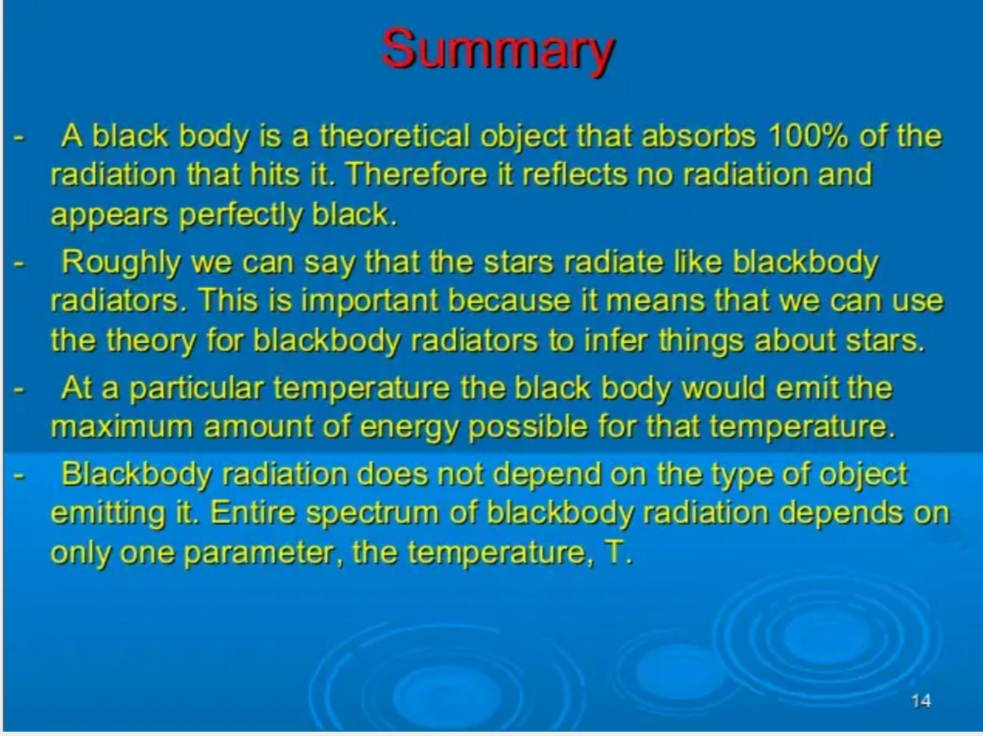 Summary
- A black body is a theoretical object that absorbs 100% of the
radiation that hits it. Therefore it reflects no radiation and
appears perfectly black.
- Roughly we can say that the stars radiate like blackbody
radiators. This is important because it means that we can use
the theory for blackbody radiators to infer things about stars.
- At a particular temperature the black body would emit the
maximum amount of energy possible for that temperature.
- Blackbody radiation does not depend on the type of object
emitting it. Entire spectrum of blackbody radiation depends on
only one parameter, the temperature, T.
14